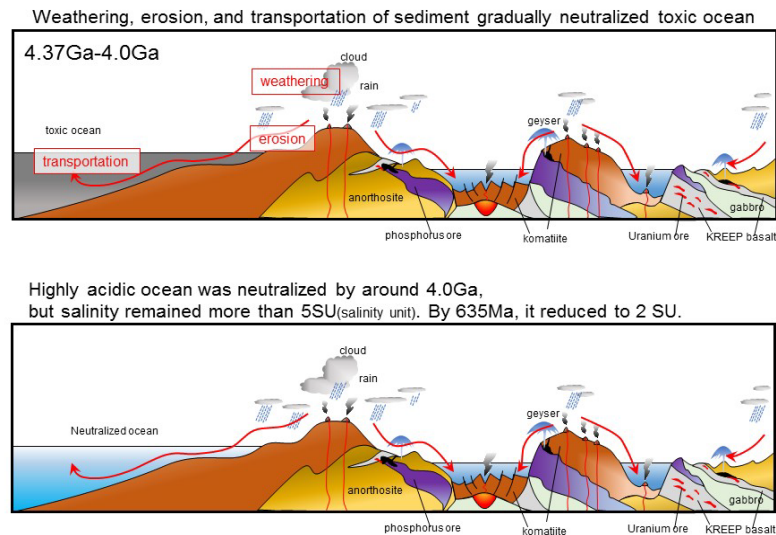 Weathering, erosion, and transportation of sediment gradually neutralized toxic ocean
4.37Ga-4.0Ga
cloud
weathering
rain
geyser
toxic ocean
erosion
transportation
anorthosite
gabbro
phosphorus ore
komatiite
Uranium ore
KREEP basalt
Highly acidic ocean was neutralized by around 4.0Ga,
but salinity remained more than 5SU(salinity unit). By 635Ma, it reduced to 2 SU.
cloud
rain
geyser
Neutralized ocean
anorthosite
gabbro
phosphorus ore
komatiite
Uranium ore
KREEP basalt